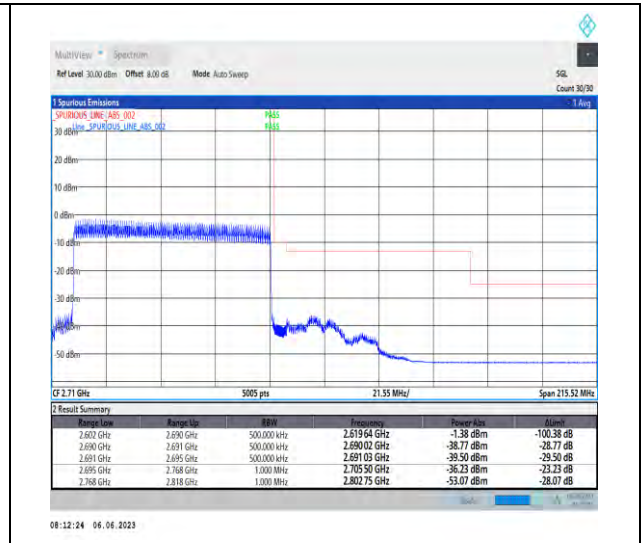 MultiView Spectrum
Ref Level 30.00 dBm Offset 8.00 dB Mode Auto Sweep SGL
Count 30/30
1 Spurious Emissions 1 Avg
_SPURIOUS_LINE_ABS_002 PASS
Line _SPURIOUS_LINE_ABS_002 PASS
30 dBm
20 dBm
10 dBm
0 dBm
-10 dBm
-20 dBm
-30 dBm
-40 dBm
-50 dBm
CF 2.71 GHz 5005 pts 21.55 MHz/ Span 215.52 MHz
2 Result Summary
Range Low Range Up RBW Frequency Power Abs ΔLimit
2.602 GHz 2.690 GHz 500.000 kHz 2.619 64 GHz -1.38 dBm -100.38 dB
2.690 GHz 2.691 GHz 500.000 kHz 2.690 02 GHz -38.77 dBm -28.77 dB
2.691 GHz 2.695 GHz 500.000 kHz 2.691 03 GHz -39.50 dBm -29.50 dB
2.695 GHz 2.768 GHz 1.000 MHz 2.705 50 GHz -36.23 dBm -23.23 dB
2.768 GHz 2.818 GHz 1.000 MHz 2.802 75 GHz -53.07 dBm -28.07 dB
08:12:24 06.06.2023